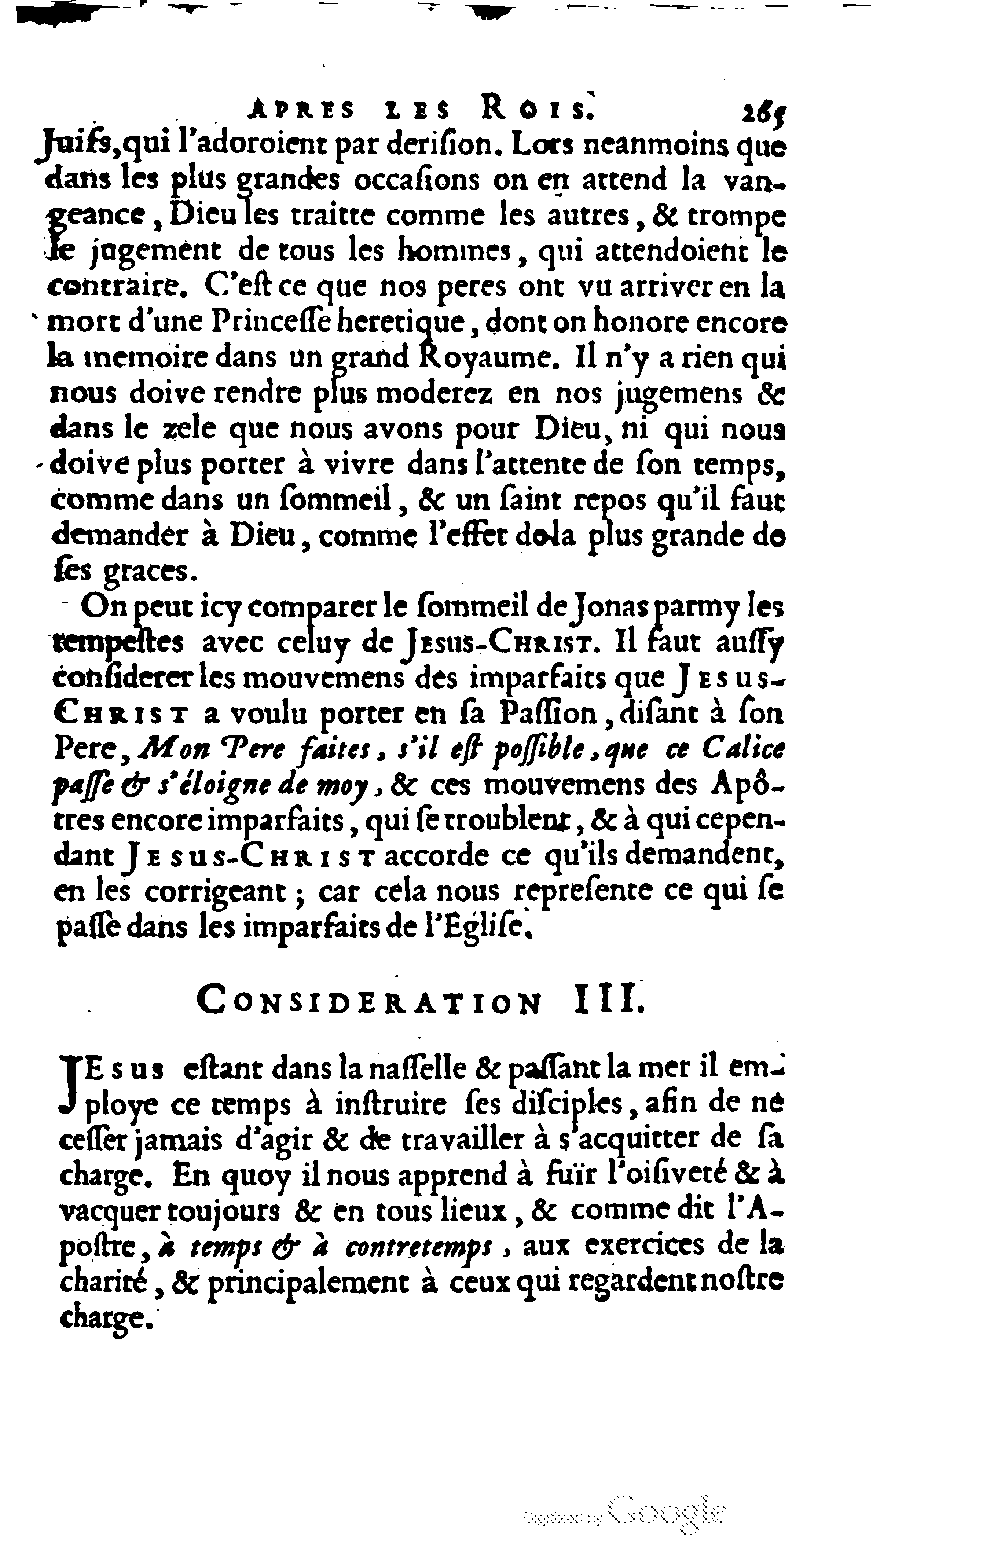 APRES LES ROIS. 265
Juifs, qui l'adoroient par deriſion. Lors neanmoins que
dans les plus grandes occaſions on en attend la van-
geance, Dieu les traitte comme les autres, & trompe
le jugement de tous les hommes, qui attendoient le
contraire. C'eſt ce que nos peres ont vu arriver en la
mort d'une Princeſſe heretique, dont on honore encore
la memoire dans un grand Royaume. Il n'y a rien qui
nous doive rendre plus moderez en nos jugemens &
dans le zele que nous avons pour Dieu, ni qui nous
doive plus porter à vivre dans l'attente de ſon temps,
comme dans un ſommeil, & un ſaint repos qu'il faut
demander à Dieu, comme l'effet de la plus grande de
ſes graces.
On peut icy comparer le ſommeil de Jonas parmy les
tempeſtes avec celuy de JESUS-CHRIST. Il faut auſſy
conſiderer les mouvemens des imparfaits que JESUS-
CHRIST a voulu porter en ſa Paſſion, diſant à ſon
Pere, Mon Pere faites, s'il eſt poſſible, que ce Calice
paſſe & s'éloigne de moy, & ces mouvemens des Apô-
tres encore imparfaits, qui ſe troublent, & à qui cepen-
dant JESUS-CHRIST accorde ce qu'ils demandent,
en les corrigeant ; car cela nous repreſente ce qui ſe
paſſe dans les imparfaits de l'Egliſe.
CONSIDERATION III.
JESUS eſtant dans la naſſelle & paſſant la mer il em-
ploye ce temps à inſtruire ſes diſciples, afin de ne
ceſſer jamais d'agir & de travailler à s'acquitter de ſa
charge. En quoy il nous apprend à fuïr l'oiſiveté & à
vacquer toujours & en tous lieux, & comme dit l'A-
poſtre, à temps & à contretemps, aux exercices de la
charité, & principalement à ceux qui regardent noſtre
charge.
Digitized by Google